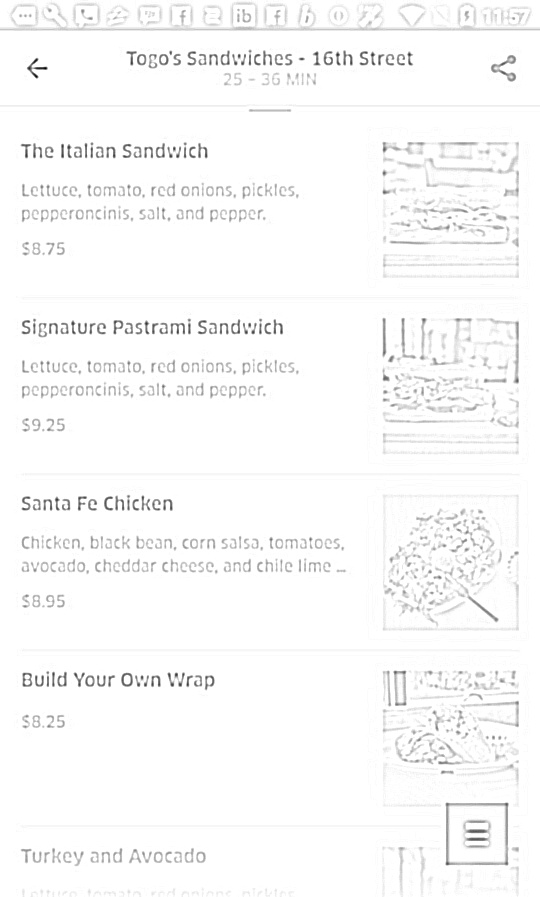 11:57
Togo's Sandwiches - 16th Street
25 – 36 MIN
The Italian Sandwich
Lettuce, tomato, red onions, pickles,
pepperoncinis, salt, and pepper.
$8.75
Signature Pastrami Sandwich
Lettuce, tomato, red onions, pickles,
pepperoncinis, salt, and pepper.
$9.25
Santa Fe Chicken
Chicken, black bean, corn salsa, tomatoes,
avocado, cheddar cheese, and chile lime ...
$8.95
Build Your Own Wrap
$8.25
Turkey and Avocado
Lettuce, tomato, red onions, pickles,